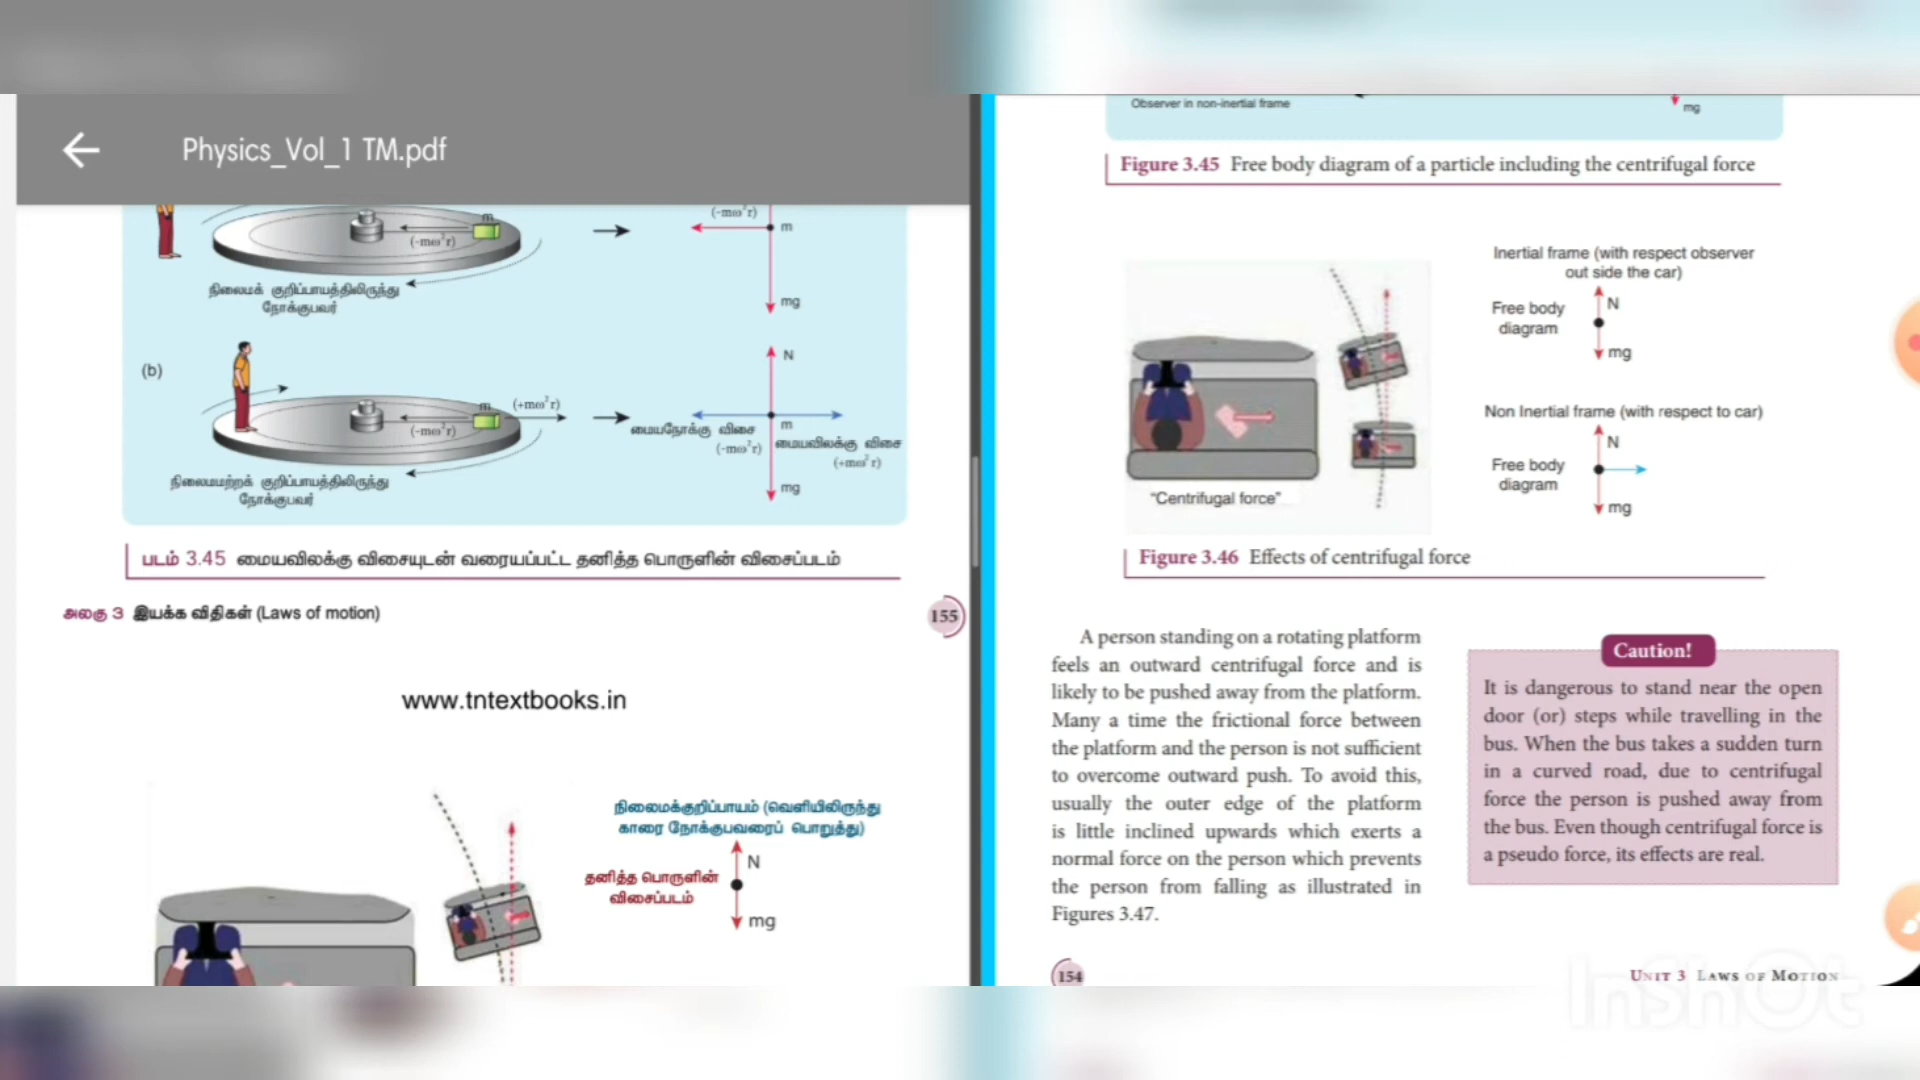 Physics_Vol_1 TM.pdf
(-mω²r)
m
m
(-mω²r)
mg
நிலைமக் குறிப்பாயத்திலிருந்து
நோக்குபவர்
(b)
N
m
(+mω²r)
(-mω²r)
m
மையநோக்கு விசை
(-mω²r)
மையவிலக்கு விசை
(+mω²r)
mg
நிலைமமற்றக் குறிப்பாயத்திலிருந்து
நோக்குபவர்
படம் 3.45 மையவிலக்கு விசையுடன் வரையப்பட்ட தனித்த பொருளின் விசைப்படம்
அலகு 3 இயக்க விதிகள் (Laws of motion)
155
www.tntextbooks.in
நிலைமக்குறிப்பாயம் (வெளியிலிருந்து
காரை நோக்குபவரைப் பொறுத்து)
N
தனித்த பொருளின்
விசைப்படம்
mg
Observer in non-inertial frame
mg
Figure 3.45 Free body diagram of a particle including the centrifugal force
Inertial frame (with respect observer
out side the car)
N
Free body
diagram
mg
Non Inertial frame (with respect to car)
N
Free body
diagram
mg
“Centrifugal force”
Figure 3.46 Effects of centrifugal force
A person standing on a rotating platform
feels an outward centrifugal force and is
likely to be pushed away from the platform.
Many a time the frictional force between
the platform and the person is not sufficient
to overcome outward push. To avoid this,
usually the outer edge of the platform
is little inclined upwards which exerts a
normal force on the person which prevents
the person from falling as illustrated in
Figures 3.47.
Caution!
It is dangerous to stand near the open
door (or) steps while travelling in the
bus. When the bus takes a sudden turn
in a curved road, due to centrifugal
force the person is pushed away from
the bus. Even though centrifugal force is
a pseudo force, its effects are real.
154
UNIT 3 LAWS OF MOTION
InShOt